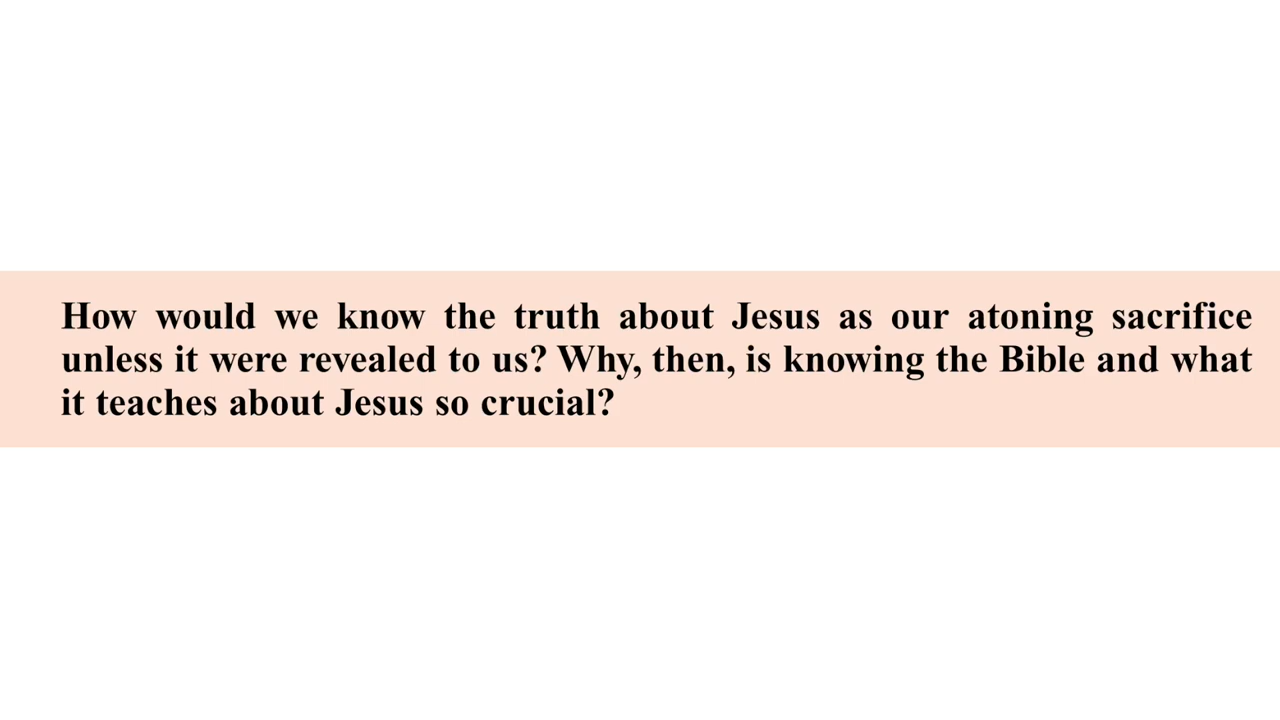 How would we know the truth about Jesus as our atoning sacrifice
unless it were revealed to us? Why, then, is knowing the Bible and what
it teaches about Jesus so crucial?